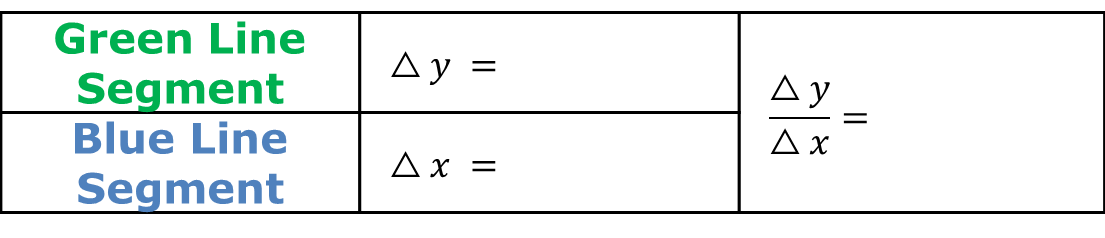 Green Line
Segment
△ y =
Blue Line
Segment
△ x =
△ y
△ x
=